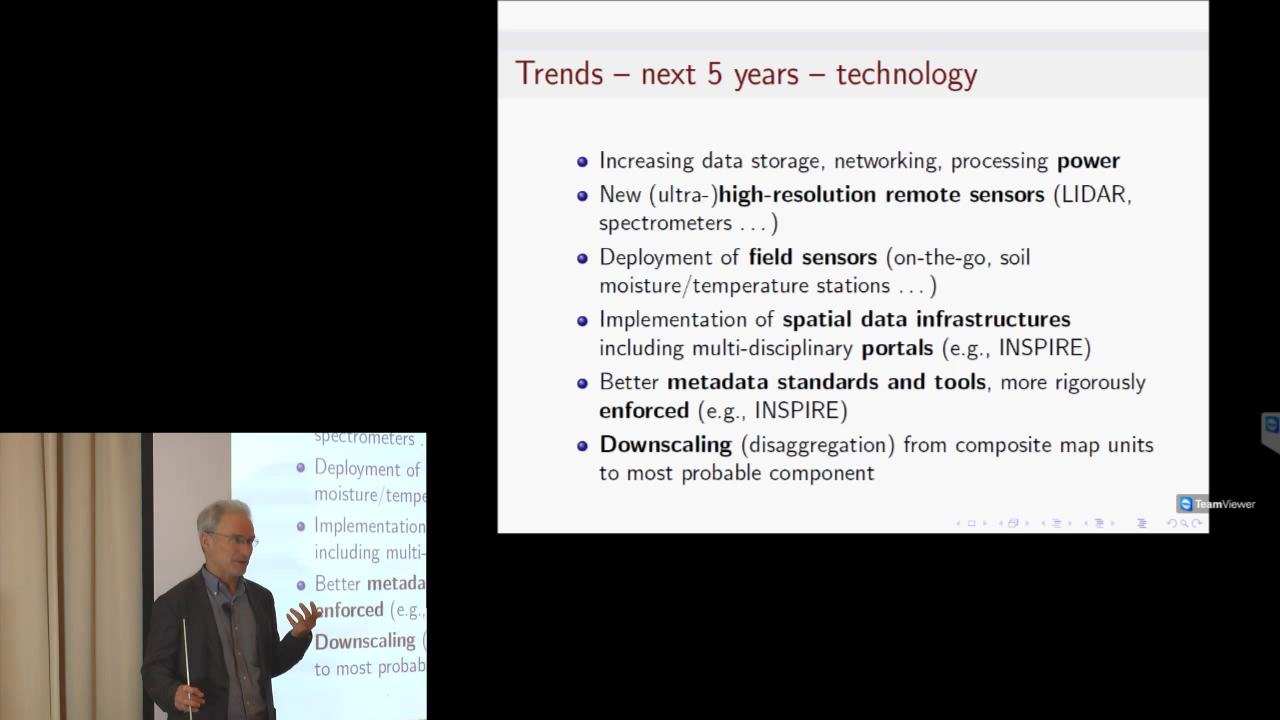 Trends – next 5 years – technology
Increasing data storage, networking, processing power
New (ultra-)high-resolution remote sensors (LIDAR,
spectrometers . . . )
Deployment of field sensors (on-the-go, soil
moisture/temperature stations . . . )
Implementation of spatial data infrastructures
including multi-disciplinary portals (e.g., INSPIRE)
Better metadata standards and tools, more rigorously
enforced (e.g., INSPIRE)
Downscaling (disaggregation) from composite map units
to most probable component
TeamViewer
spectrometers .
Deployment of
moisture/tempe
Implementation
including multi-
Better metada
enforced (e.g.,
Downscaling (
to most probab